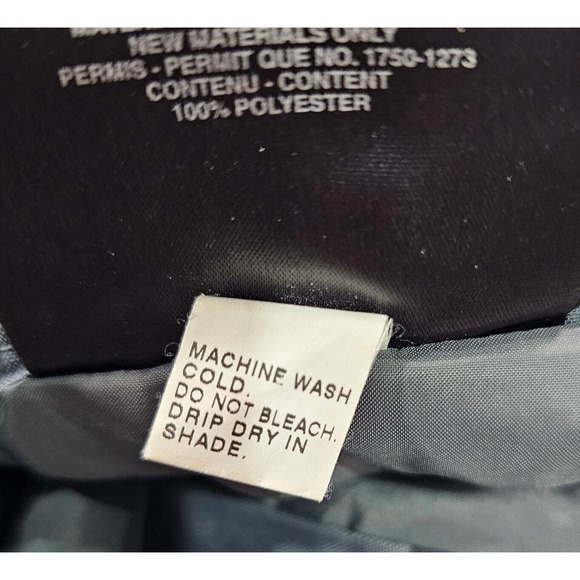 NEW MATERIALS ONLY
PERMIS - PERMIT QUE NO. 1750-1273
CONTENU - CONTENT
100% POLYESTER
MACHINE WASH
COLD.
DO NOT BLEACH.
DRIP DRY IN
SHADE.